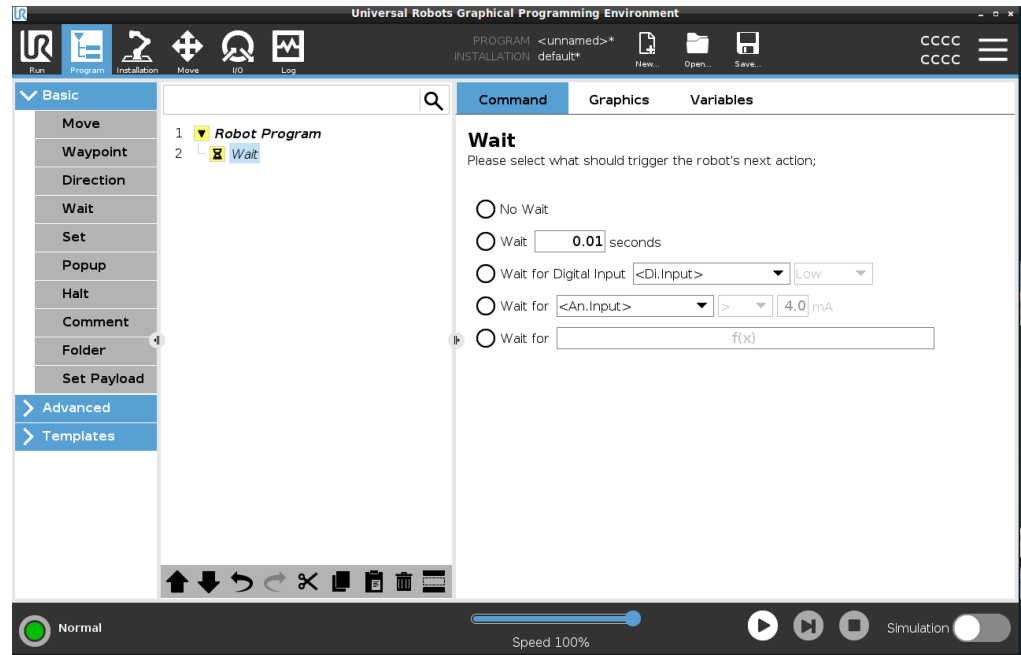 UR
Universal Robots Graphical Programming Environment
UR
Run
Program
Installation
Move
I/O
Log
PROGRAM <unnamed>*
INSTALLATION default*
New...
Open...
Save...
CCCC
CCCC
Basic
Move
Waypoint
Direction
Wait
Set
Popup
Halt
Comment
Folder
Set Payload
Advanced
Templates
1 Robot Program
2 Wait
Command Graphics Variables
Wait
Please select what should trigger the robot's next action;
No Wait
Wait 0.01 seconds
Wait for Digital Input <Di.Input> Low
Wait for <An.Input> > 4.0 mA
Wait for f(x)
Normal
Speed 100%
Simulation